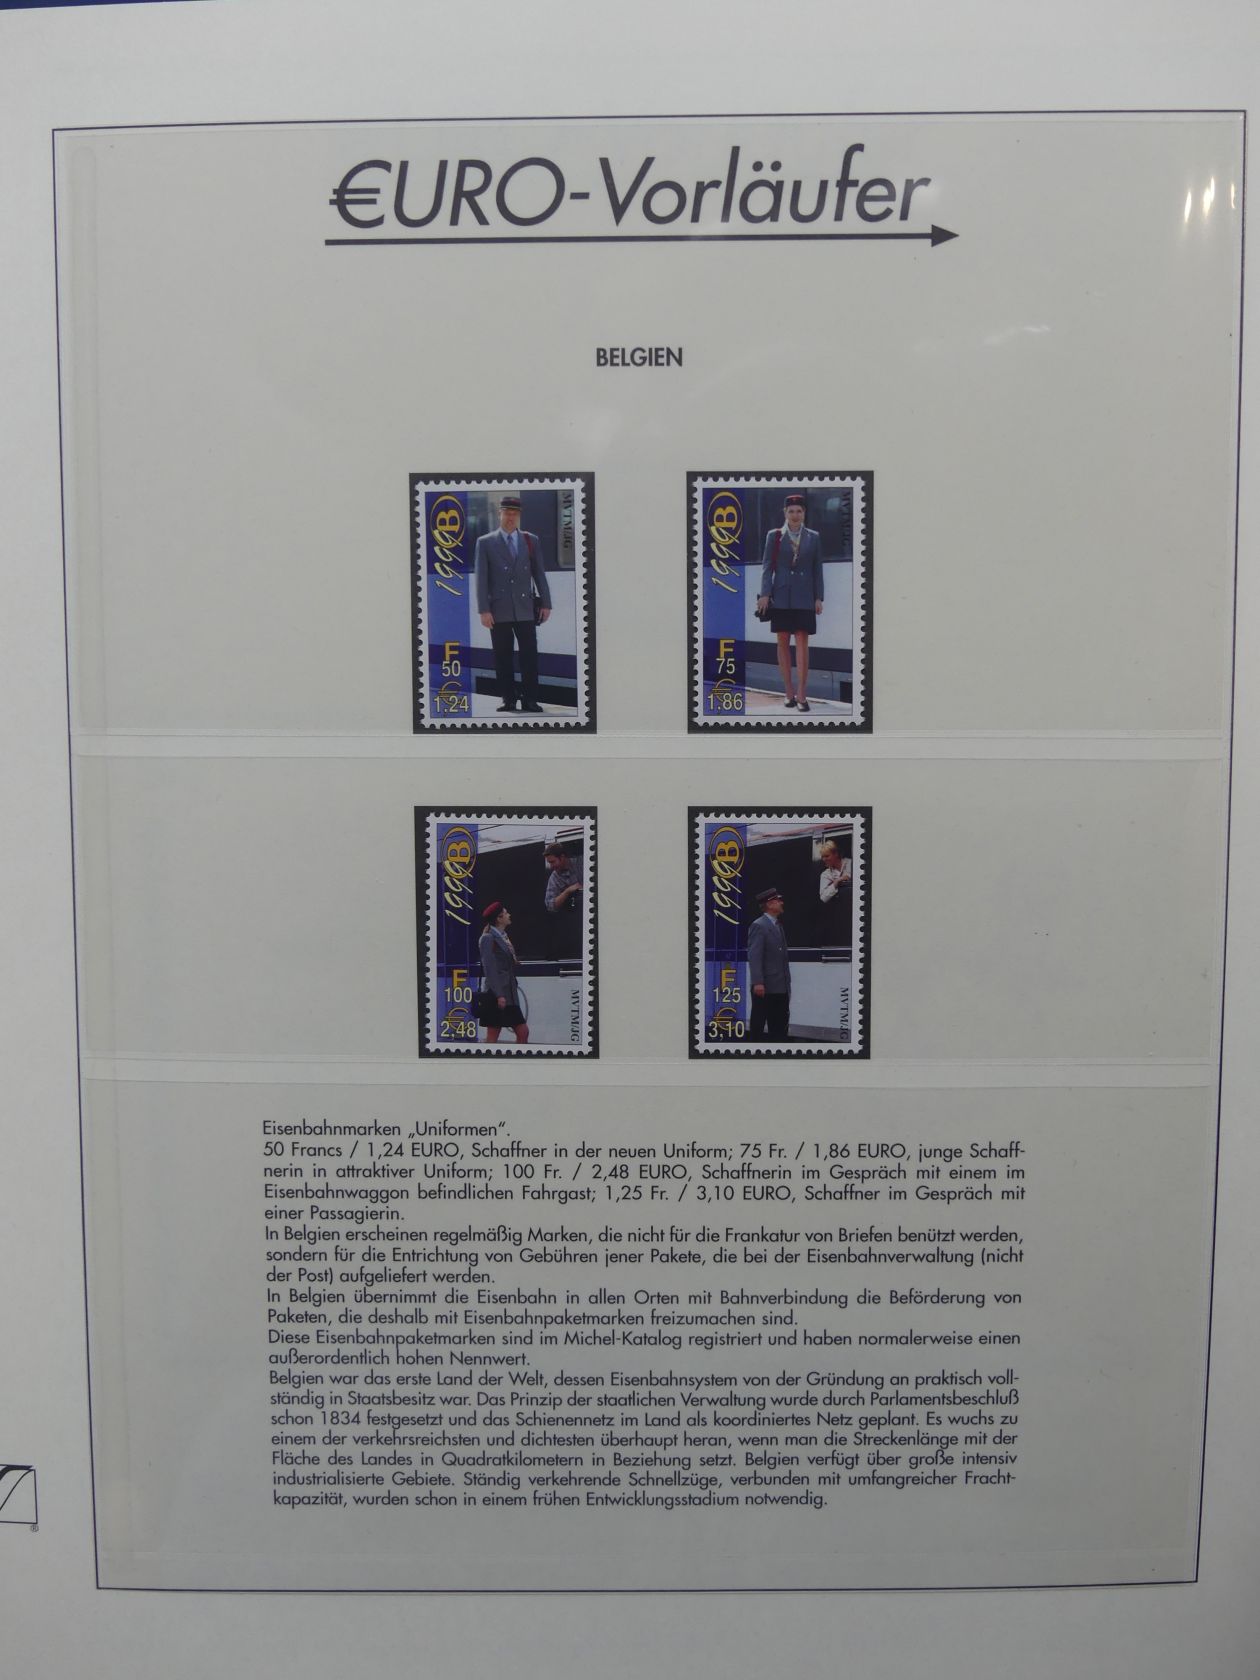 €URO-Vorläufer
BELGIEN
B
1999
MVTM/JG
F
50
€
1.24
B
1999
MVTM/JG
F
75
€
1.86
B
1999
2
F
100
€
2,48
MVTM/JG
B
1999
F
125
€
3,10
MVTM/JG
Eisenbahnmarken „Uniformen“.
50 Francs / 1,24 EURO, Schaffner in der neuen Uniform; 75 Fr. / 1,86 EURO, junge Schaff-
nerin in attraktiver Uniform; 100 Fr. / 2,48 EURO, Schaffnerin im Gespräch mit einem im
Eisenbahnwaggon befindlichen Fahrgast; 1,25 Fr. / 3,10 EURO, Schaffner im Gespräch mit
einer Passagierin.
In Belgien erscheinen regelmäßig Marken, die nicht für die Frankatur von Briefen benützt werden,
sondern für die Entrichtung von Gebühren jener Pakete, die bei der Eisenbahnverwaltung (nicht
der Post) aufgeliefert werden.
In Belgien übernimmt die Eisenbahn in allen Orten mit Bahnverbindung die Beförderung von
Paketen, die deshalb mit Eisenbahnpaketmarken freizumachen sind.
Diese Eisenbahnpaketmarken sind im Michel-Katalog registriert und haben normalerweise einen
außerordentlich hohen Nennwert.
Belgien war das erste Land der Welt, dessen Eisenbahnsystem von der Gründung an praktisch voll-
ständig in Staatsbesitz war. Das Prinzip der staatlichen Verwaltung wurde durch Parlamentsbeschluß
schon 1834 festgesetzt und das Schienennetz im Land als koordiniertes Netz geplant. Es wuchs zu
einem der verkehrsreichsten und dichtesten überhaupt heran, wenn man die Streckenlänge mit der
Fläche des Landes in Quadratkilometern in Beziehung setzt. Belgien verfügt über große intensiv
industrialisierte Gebiete. Ständig verkehrende Schnellzüge, verbunden mit umfangreicher Fracht-
kapazität, wurden schon in einem frühen Entwicklungsstadium notwendig.
®